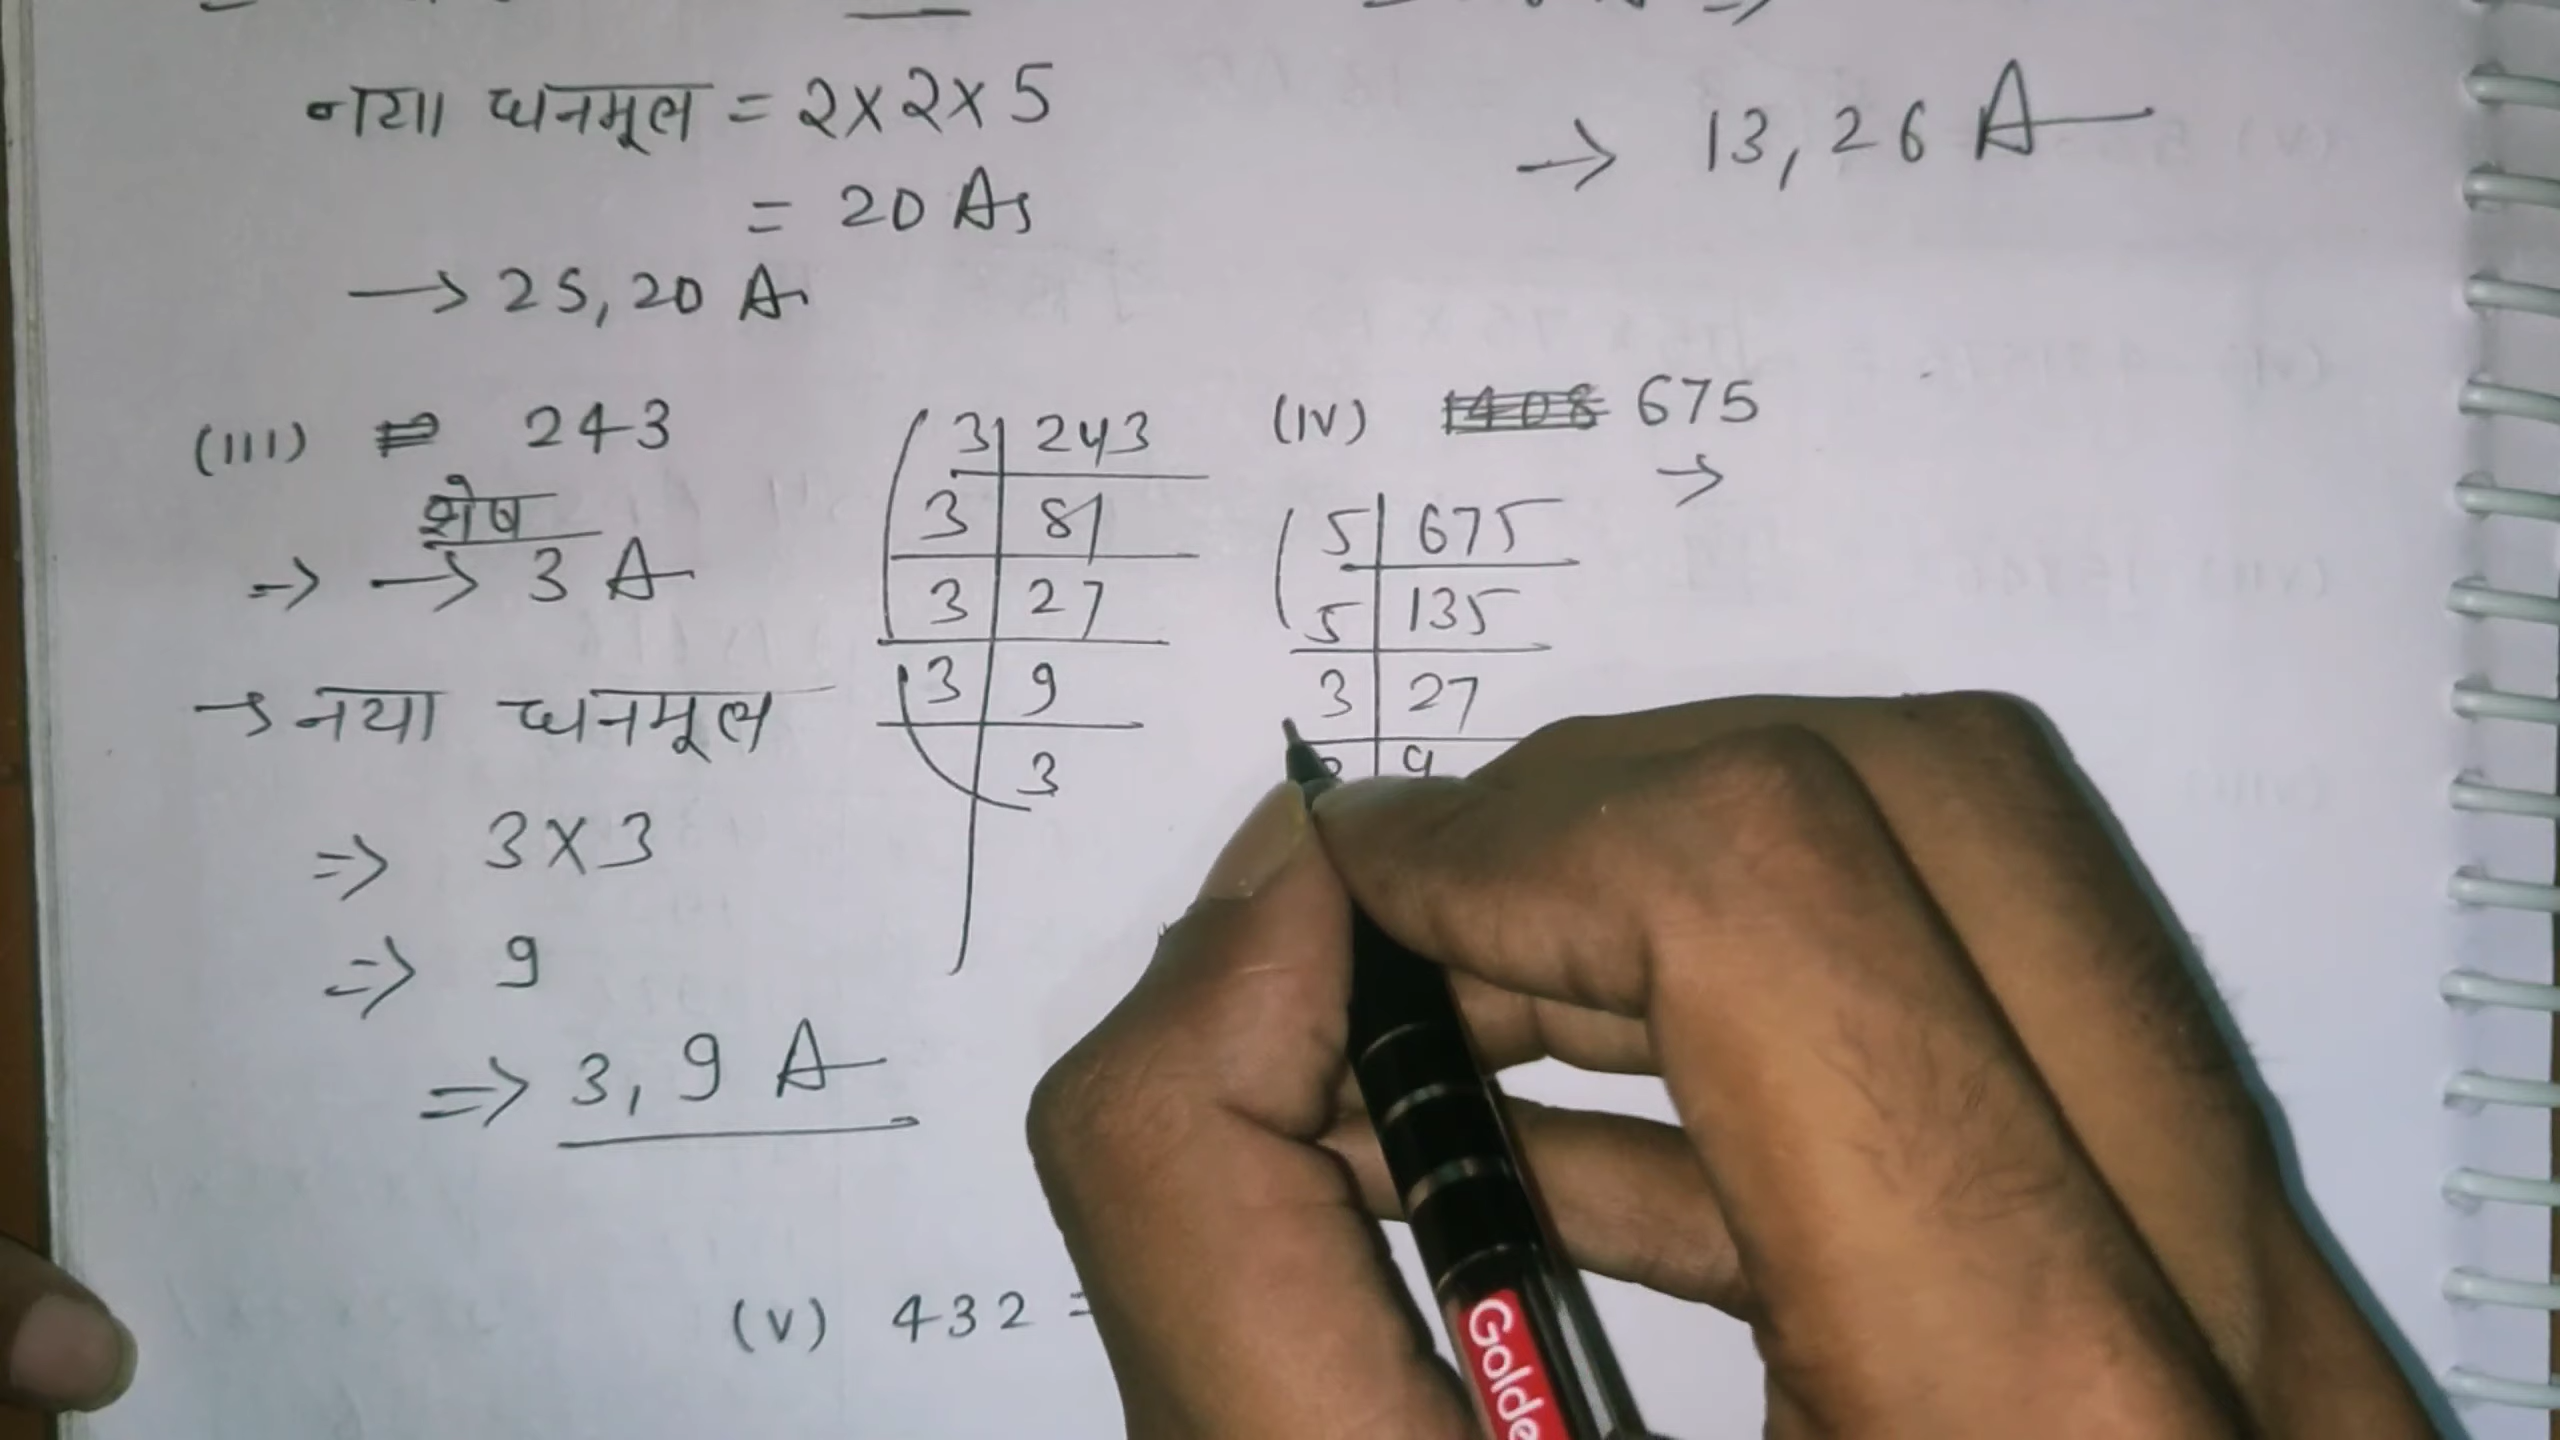 नया घनमूल = 2×2×5
= 20 As
→ 25, 20 A
→ 13, 26 A
(III) 243
शेष
⇒ → 3 A
→ नया घनमूल
⇒ 3×3
⇒ 9
⇒ 3, 9 A
3 | 243
3 | 81
3 | 27
3 | 9
3
(IV) 1408 675
→
5 | 675
5 | 135
3 | 27
9
(V) 432 =
Golde